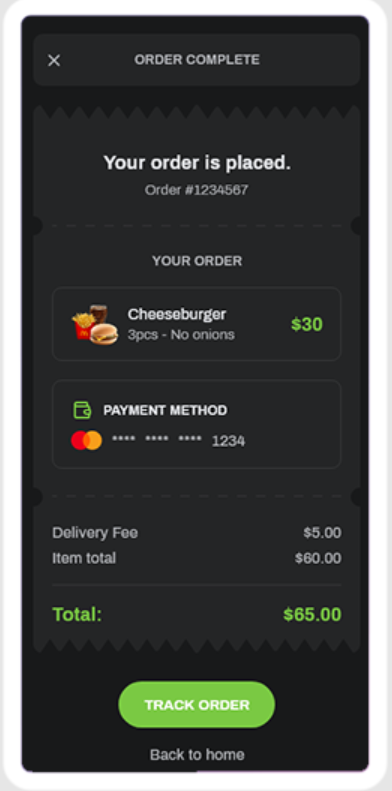 ORDER COMPLETE
Your order is placed.
Order #1234567
YOUR ORDER
Cheeseburger
3pcs - No onions
$30
PAYMENT METHOD
**** **** **** 1234
Delivery Fee $5.00
Item total $60.00
Total: $65.00
TRACK ORDER
Back to home